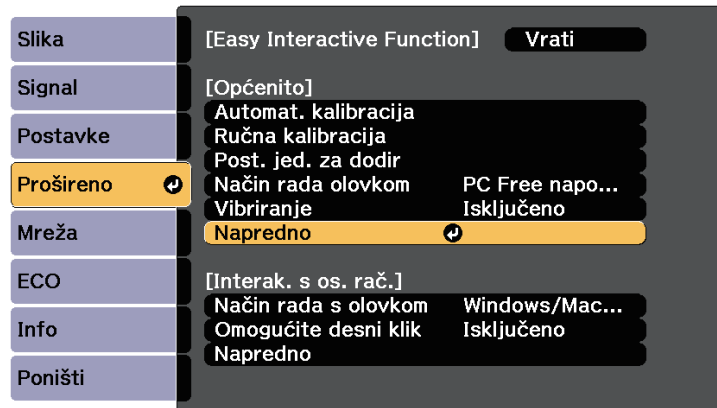 Slika
Signal
Postavke
Prošireno
Mreža
ECO
Info
Poništi
[Easy Interactive Function] Vrati
[Općenito]
Automat. kalibracija
Ručna kalibracija
Post. jed. za dodir
Način rada olovkom PC Free napo...
Vibriranje Isključeno
Napredno
[Interak. s os. rač.]
Način rada s olovkom Windows/Mac...
Omogućite desni klik Isključeno
Napredno